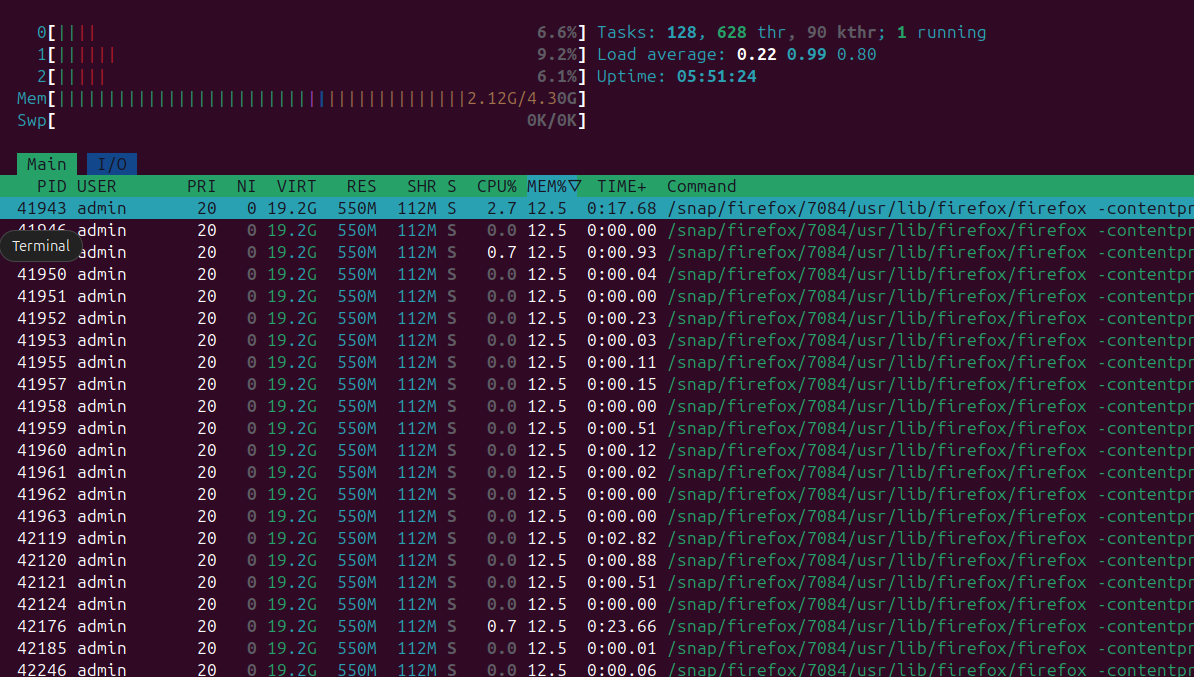 0[|||| 6.6%] Tasks: 128, 628 thr, 90 kthr; 1 running
1[|||||| 9.2%] Load average: 0.22 0.99 0.80
2[||||| 6.1%] Uptime: 05:51:24
Mem[|||||||||||||||||||||||||||||||||||||||||2.12G/4.30G]
Swp[ 0K/0K]
Main I/O
PID USER PRI NI VIRT RES SHR S CPU% MEM%▽ TIME+ Command
41943 admin 20 0 19.2G 550M 112M S 2.7 12.5 0:17.68 /snap/firefox/7084/usr/lib/firefox/firefox -contentpr
41946 admin 20 0 19.2G 550M 112M S 0.0 12.5 0:00.00 /snap/firefox/7084/usr/lib/firefox/firefox -contentpr
Terminal admin 20 0 19.2G 550M 112M S 0.7 12.5 0:00.93 /snap/firefox/7084/usr/lib/firefox/firefox -contentpr
41950 admin 20 0 19.2G 550M 112M S 0.0 12.5 0:00.04 /snap/firefox/7084/usr/lib/firefox/firefox -contentpr
41951 admin 20 0 19.2G 550M 112M S 0.0 12.5 0:00.00 /snap/firefox/7084/usr/lib/firefox/firefox -contentpr
41952 admin 20 0 19.2G 550M 112M S 0.0 12.5 0:00.23 /snap/firefox/7084/usr/lib/firefox/firefox -contentpr
41953 admin 20 0 19.2G 550M 112M S 0.0 12.5 0:00.03 /snap/firefox/7084/usr/lib/firefox/firefox -contentpr
41955 admin 20 0 19.2G 550M 112M S 0.0 12.5 0:00.11 /snap/firefox/7084/usr/lib/firefox/firefox -contentpr
41957 admin 20 0 19.2G 550M 112M S 0.0 12.5 0:00.15 /snap/firefox/7084/usr/lib/firefox/firefox -contentpr
41958 admin 20 0 19.2G 550M 112M S 0.0 12.5 0:00.00 /snap/firefox/7084/usr/lib/firefox/firefox -contentpr
41959 admin 20 0 19.2G 550M 112M S 0.0 12.5 0:00.51 /snap/firefox/7084/usr/lib/firefox/firefox -contentpr
41960 admin 20 0 19.2G 550M 112M S 0.0 12.5 0:00.12 /snap/firefox/7084/usr/lib/firefox/firefox -contentpr
41961 admin 20 0 19.2G 550M 112M S 0.0 12.5 0:00.02 /snap/firefox/7084/usr/lib/firefox/firefox -contentpr
41962 admin 20 0 19.2G 550M 112M S 0.0 12.5 0:00.00 /snap/firefox/7084/usr/lib/firefox/firefox -contentpr
41963 admin 20 0 19.2G 550M 112M S 0.0 12.5 0:00.00 /snap/firefox/7084/usr/lib/firefox/firefox -contentpr
42119 admin 20 0 19.2G 550M 112M S 0.0 12.5 0:02.82 /snap/firefox/7084/usr/lib/firefox/firefox -contentpr
42120 admin 20 0 19.2G 550M 112M S 0.0 12.5 0:00.88 /snap/firefox/7084/usr/lib/firefox/firefox -contentpr
42121 admin 20 0 19.2G 550M 112M S 0.0 12.5 0:00.51 /snap/firefox/7084/usr/lib/firefox/firefox -contentpr
42124 admin 20 0 19.2G 550M 112M S 0.0 12.5 0:00.00 /snap/firefox/7084/usr/lib/firefox/firefox -contentpr
42176 admin 20 0 19.2G 550M 112M S 0.7 12.5 0:23.66 /snap/firefox/7084/usr/lib/firefox/firefox -contentpr
42185 admin 20 0 19.2G 550M 112M S 0.0 12.5 0:00.01 /snap/firefox/7084/usr/lib/firefox/firefox -contentpr
42246 admin 20 0 19.2G 550M 112M S 0.0 12.5 0:00.06 /snap/firefox/7084/usr/lib/firefox/firefox -contentpr